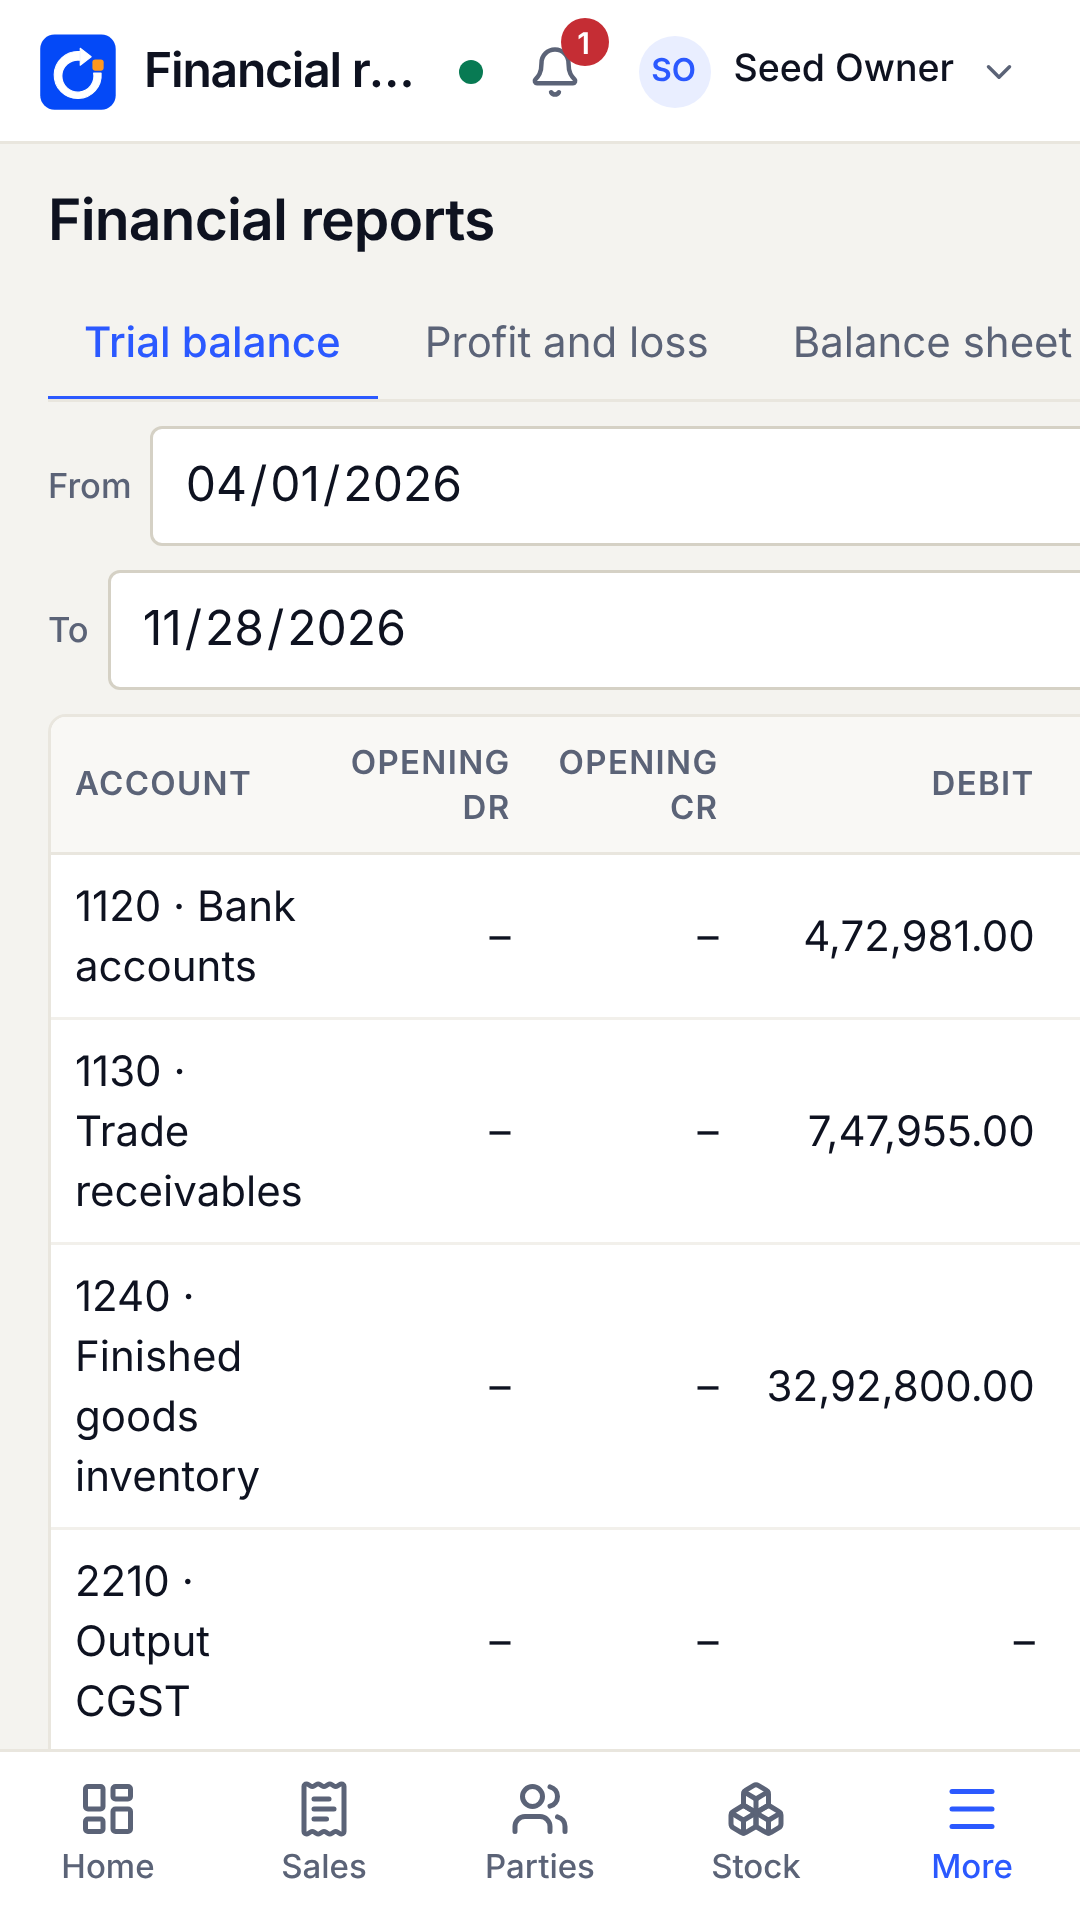 Financial r...
1
SO
Seed Owner
Financial reports
Trial balance
Profit and loss
Balance sheet
From
04/01/2026
To
11/28/2026
ACCOUNT
OPENING DR
OPENING CR
DEBIT
1120 · Bank
accounts
–
–
4,72,981.00
1130 ·
Trade
receivables
–
–
7,47,955.00
1240 ·
Finished
goods
inventory
–
–
32,92,800.00
2210 ·
Output
CGST
–
–
–
Home
Sales
Parties
Stock
More